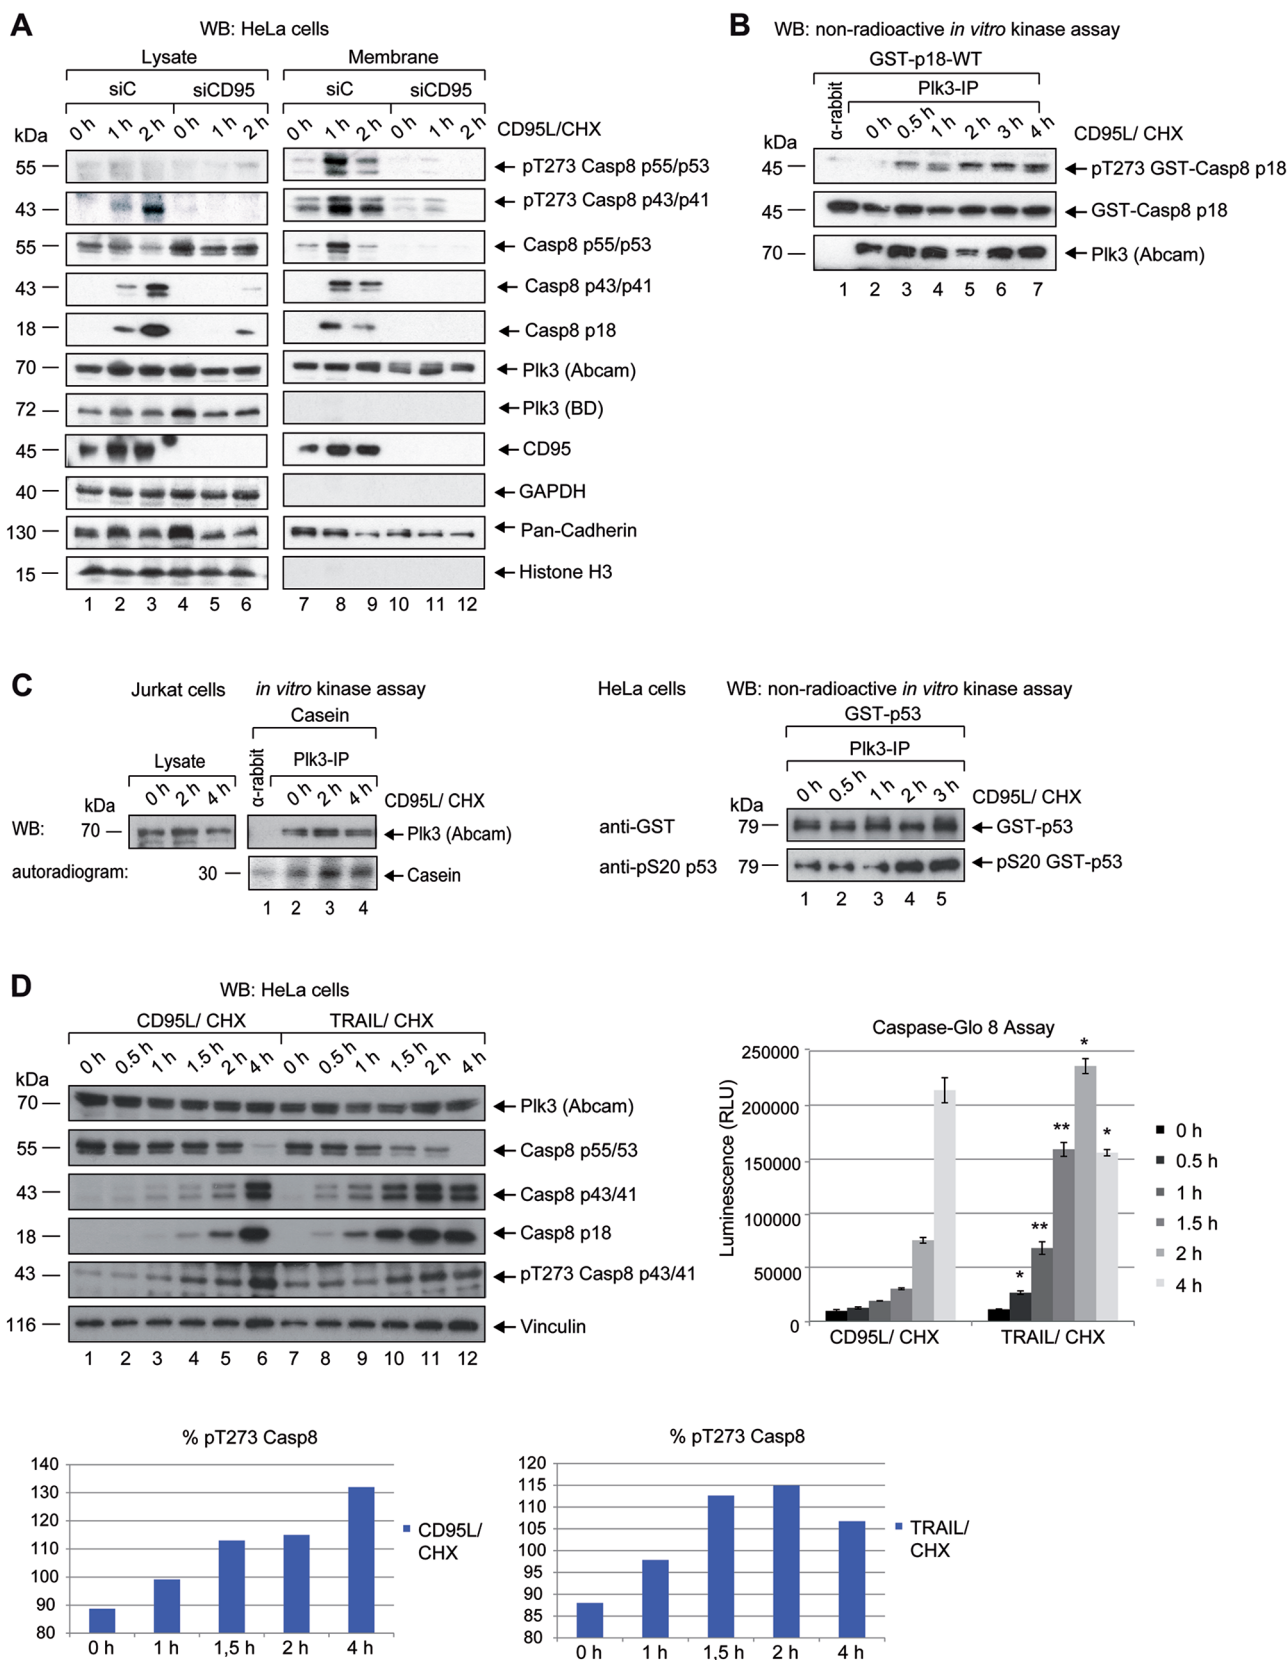 A
WB: HeLa cells
Lysate
Membrane
siC
siCD95
siC
siCD95
kDa
0 h
1 h
2 h
0 h
1 h
2 h
0 h
1 h
2 h
0 h
1 h
2 h
CD95L/CHX
55
pT273 Casp8 p55/p53
43
pT273 Casp8 p43/p41
55
Casp8 p55/p53
43
Casp8 p43/p41
18
Casp8 p18
70
Plk3 (Abcam)
72
Plk3 (BD)
45
CD95
40
GAPDH
130
Pan-Cadherin
15
Histone H3
1 2 3 4 5 6 7 8 9 10 11 12
B
WB: non-radioactive in vitro kinase assay
GST-p18-WT
α-rabbit
Plk3-IP
kDa
0 h
0.5 h
1 h
2 h
3 h
4 h
CD95L/ CHX
45
pT273 GST-Casp8 p18
45
GST-Casp8 p18
70
Plk3 (Abcam)
1 2 3 4 5 6 7
C
Jurkat cells
in vitro kinase assay
Casein
Lysate
α-rabbit
Plk3-IP
kDa
0 h
2 h
4 h
0 h
2 h
4 h
CD95L/ CHX
WB:
70
Plk3 (Abcam)
autoradiogram:
30
Casein
1 2 3 4
HeLa cells
WB: non-radioactive in vitro kinase assay
GST-p53
Plk3-IP
kDa
0 h
0.5 h
1 h
2 h
3 h
CD95L/ CHX
anti-GST
79
GST-p53
anti-pS20 p53
79
pS20 GST-p53
1 2 3 4 5
D
WB: HeLa cells
CD95L/ CHX
TRAIL/ CHX
kDa
0 h
0.5 h
1 h
1.5 h
2 h
4 h
0 h
0.5 h
1 h
1.5 h
2 h
4 h
70
Plk3 (Abcam)
55
Casp8 p55/53
43
Casp8 p43/41
18
Casp8 p18
43
pT273 Casp8 p43/41
116
Vinculin
1 2 3 4 5 6 7 8 9 10 11 12
Caspase-Glo 8 Assay
Luminescence (RLU)
250000
200000
150000
100000
50000
0
*
**
**
*
*
CD95L/ CHX
TRAIL/ CHX
0 h
0.5 h
1 h
1.5 h
2 h
4 h
% pT273 Casp8
140
130
120
110
100
90
80
0 h
1 h
1,5 h
2 h
4 h
CD95L/
CHX
% pT273 Casp8
120
115
110
105
100
95
90
85
80
0 h
1 h
1,5 h
2 h
4 h
TRAIL/
CHX